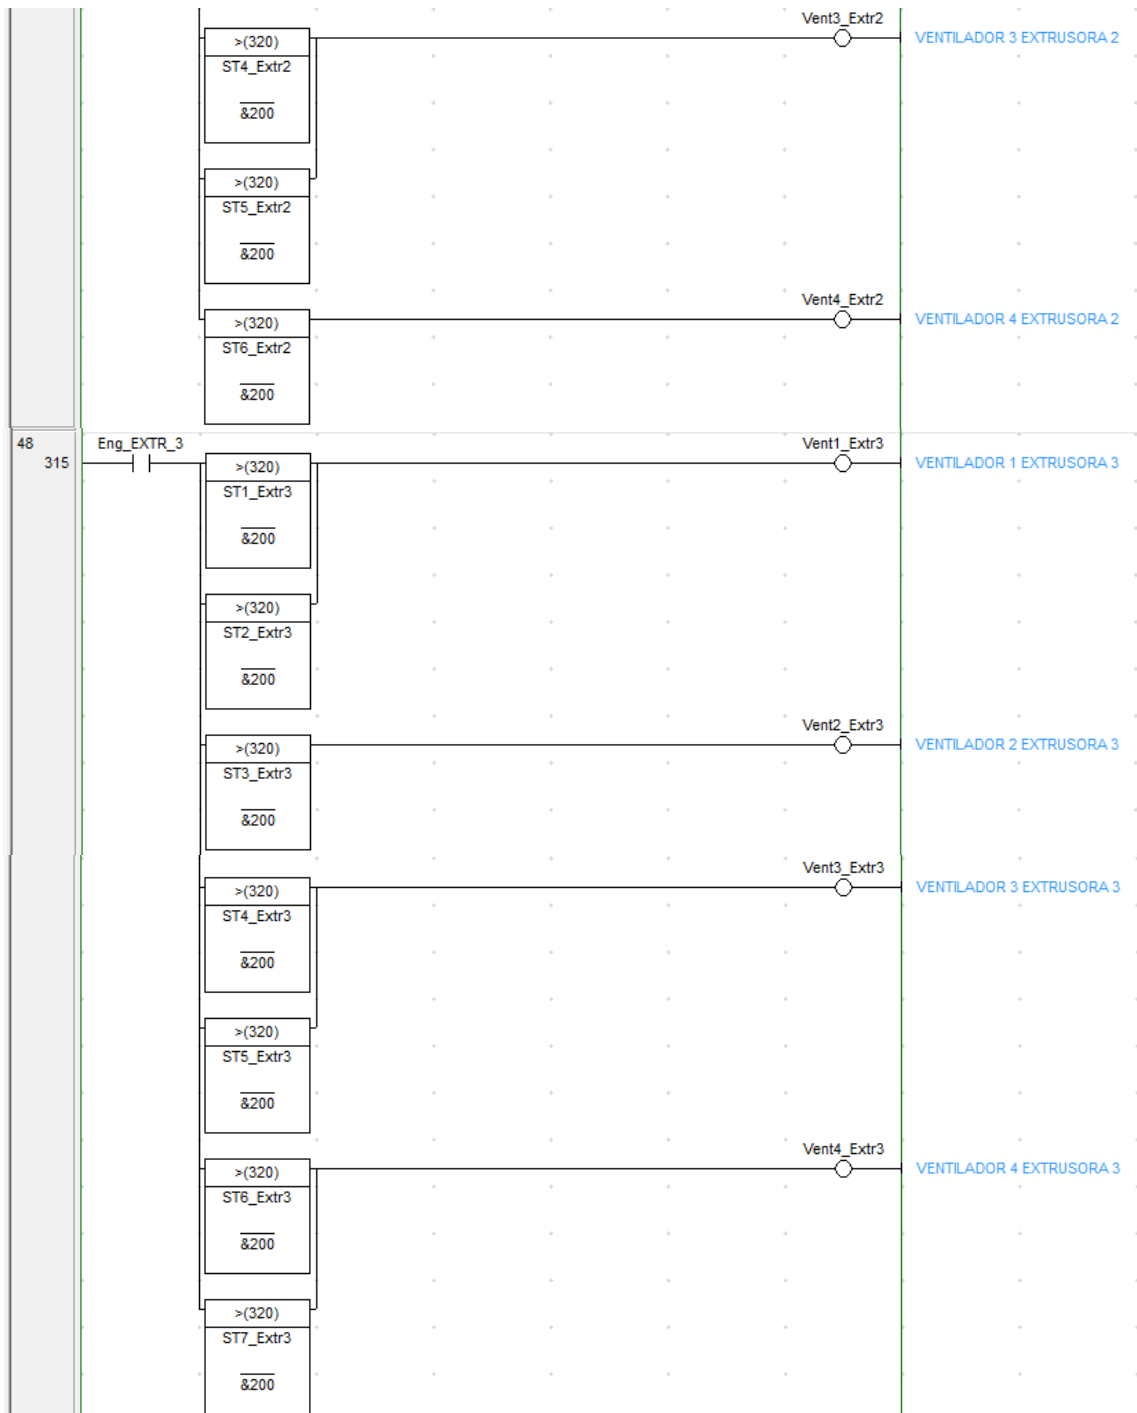 Vent3_Extr2
>(320)
VENTILADOR 3 EXTRUSORA 2
ST4_Extr2
&200
>(320)
ST5_Extr2
&200
Vent4_Extr2
>(320)
VENTILADOR 4 EXTRUSORA 2
ST6_Extr2
&200
48
Eng_EXTR_3
Vent1_Extr3
315
>(320)
VENTILADOR 1 EXTRUSORA 3
ST1_Extr3
&200
>(320)
ST2_Extr3
&200
Vent2_Extr3
>(320)
VENTILADOR 2 EXTRUSORA 3
ST3_Extr3
&200
Vent3_Extr3
>(320)
VENTILADOR 3 EXTRUSORA 3
ST4_Extr3
&200
>(320)
ST5_Extr3
&200
Vent4_Extr3
>(320)
VENTILADOR 4 EXTRUSORA 3
ST6_Extr3
&200
>(320)
ST7_Extr3
&200